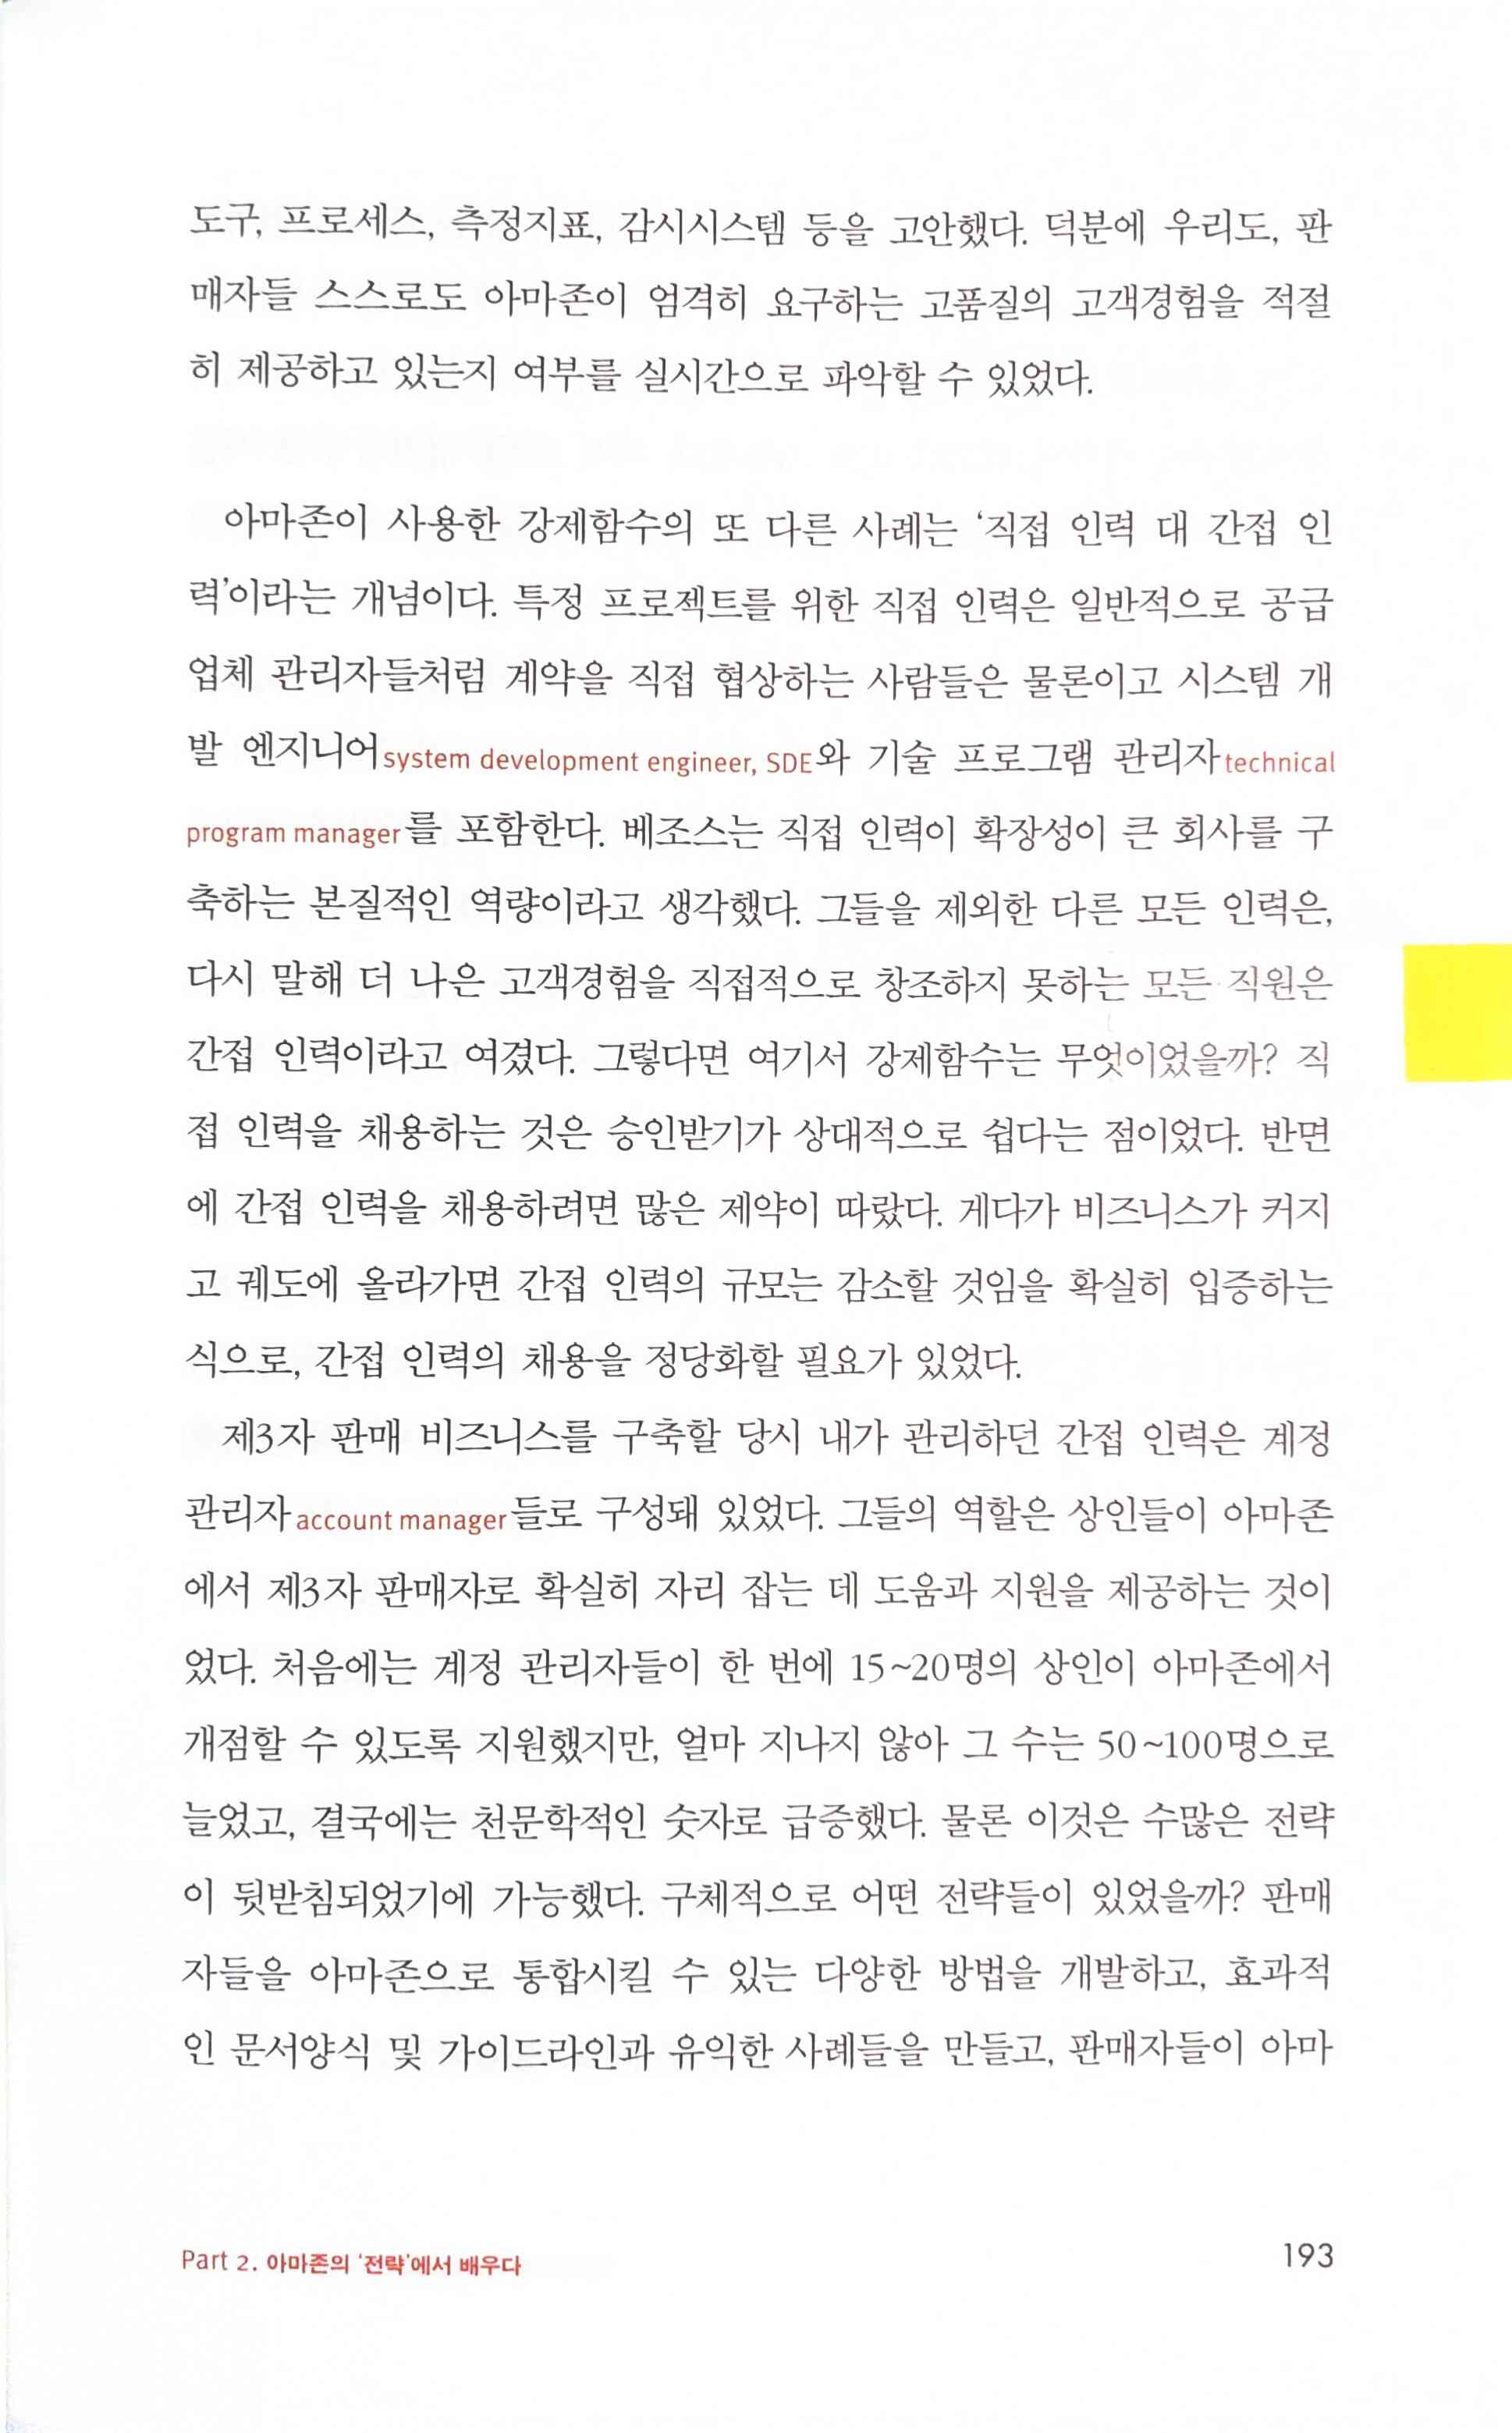 도구, 프로세스, 측정지표, 감시시스템 등을 고안했다. 덕분에 우리도, 판
매자들 스스로도 아마존이 엄격히 요구하는 고품질의 고객경험을 적절
히 제공하고 있는지 여부를 실시간으로 파악할 수 있었다.
아마존이 사용한 강제함수의 또 다른 사례는 ‘직접 인력 대 간접 인
력’이라는 개념이다. 특정 프로젝트를 위한 직접 인력은 일반적으로 공급
업체 관리자들처럼 계약을 직접 협상하는 사람들은 물론이고 시스템 개
발 엔지니어system development engineer, SDE와 기술 프로그램 관리자technical
program manager를 포함한다. 베조스는 직접 인력이 확장성이 큰 회사를 구
축하는 본질적인 역량이라고 생각했다. 그들을 제외한 다른 모든 인력은,
다시 말해 더 나은 고객경험을 직접적으로 창조하지 못하는 모든 직원은
간접 인력이라고 여겼다. 그렇다면 여기서 강제함수는 무엇이었을까? 직
접 인력을 채용하는 것은 승인받기가 상대적으로 쉽다는 점이었다. 반면
에 간접 인력을 채용하려면 많은 제약이 따랐다. 게다가 비즈니스가 커지
고 궤도에 올라가면 간접 인력의 규모는 감소할 것임을 확실히 입증하는
식으로, 간접 인력의 채용을 정당화할 필요가 있었다.
제3자 판매 비즈니스를 구축할 당시 내가 관리하던 간접 인력은 계정
관리자account manager들로 구성돼 있었다. 그들의 역할은 상인들이 아마존
에서 제3자 판매자로 확실히 자리 잡는 데 도움과 지원을 제공하는 것이
었다. 처음에는 계정 관리자들이 한 번에 15~20명의 상인이 아마존에서
개점할 수 있도록 지원했지만, 얼마 지나지 않아 그 수는 50~100명으로
늘었고, 결국에는 천문학적인 숫자로 급증했다. 물론 이것은 수많은 전략
이 뒷받침되었기에 가능했다. 구체적으로 어떤 전략들이 있었을까? 판매
자들을 아마존으로 통합시킬 수 있는 다양한 방법을 개발하고, 효과적
인 문서양식 및 가이드라인과 유익한 사례들을 만들고, 판매자들이 아마
Part 2. 아마존의 ‘전략’에서 배우다
193